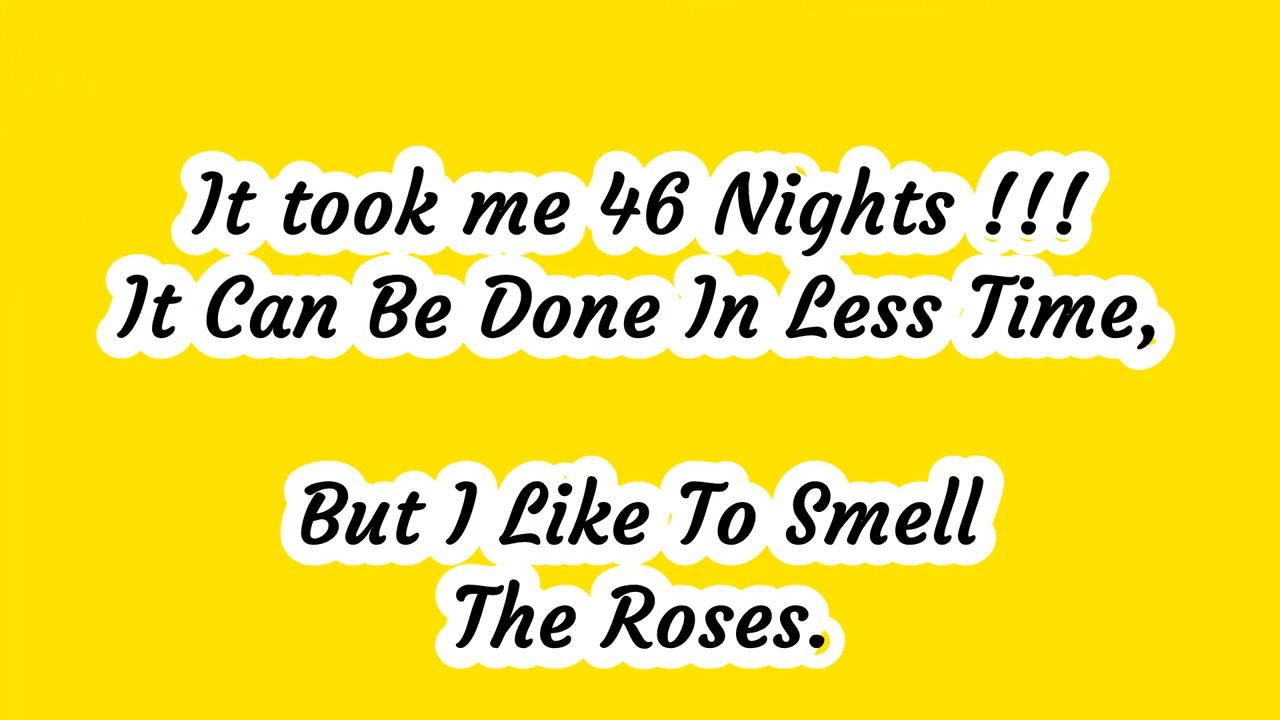 It took me 46 Nights !!!
It Can Be Done In Less Time,
But I Like To Smell
The Roses.